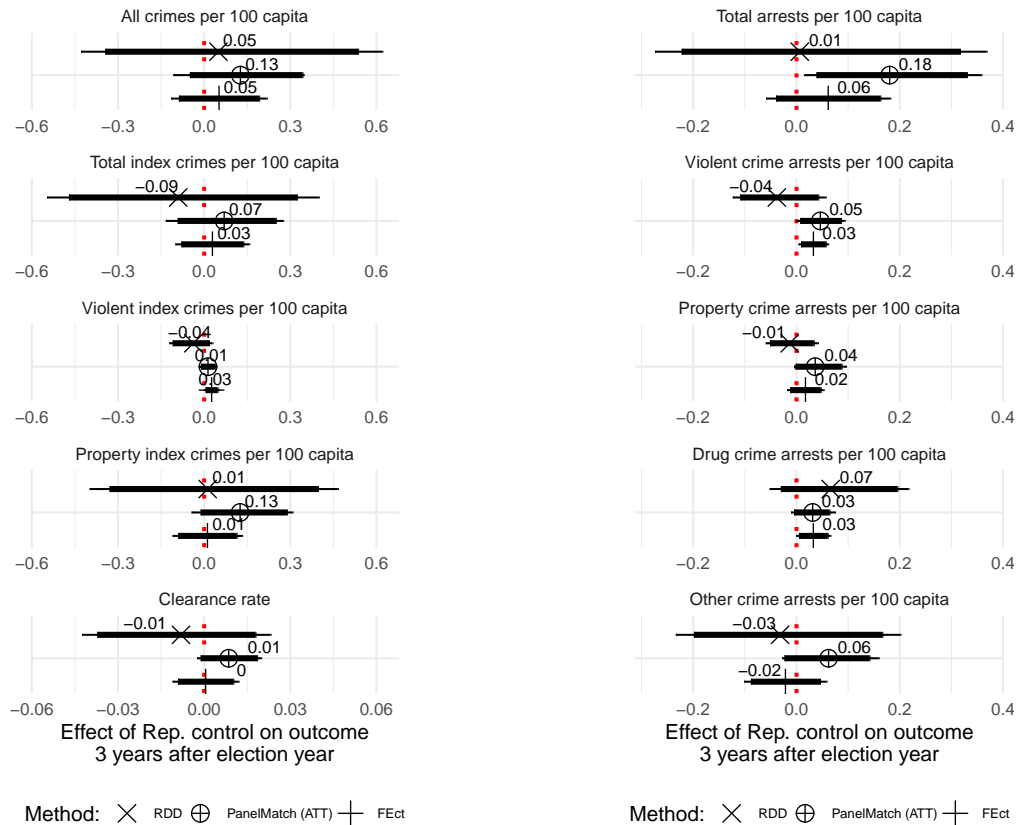 All crimes per 100 capita
0.05
0.13
0.05
−0.6 −0.3 0.0 0.3 0.6
Total index crimes per 100 capita
−0.09
0.07
0.03
−0.6 −0.3 0.0 0.3 0.6
Violent index crimes per 100 capita
−0.04
0.01
0.03
−0.6 −0.3 0.0 0.3 0.6
Property index crimes per 100 capita
0.01
0.13
0.01
−0.6 −0.3 0.0 0.3 0.6
Clearance rate
−0.01
0.01
0
−0.06 −0.03 0.00 0.03 0.06
Effect of Rep. control on outcome
3 years after election year
Method: RDD PanelMatch (ATT) FEct
Total arrests per 100 capita
0.01
0.18
0.06
−0.2 0.0 0.2 0.4
Violent crime arrests per 100 capita
−0.04
0.05
0.03
−0.2 0.0 0.2 0.4
Property crime arrests per 100 capita
−0.01
0.04
0.02
−0.2 0.0 0.2 0.4
Drug crime arrests per 100 capita
0.07
0.03
0.03
−0.2 0.0 0.2 0.4
Other crime arrests per 100 capita
−0.03
0.06
−0.02
−0.2 0.0 0.2 0.4
Effect of Rep. control on outcome
3 years after election year
Method: RDD PanelMatch (ATT) FEct